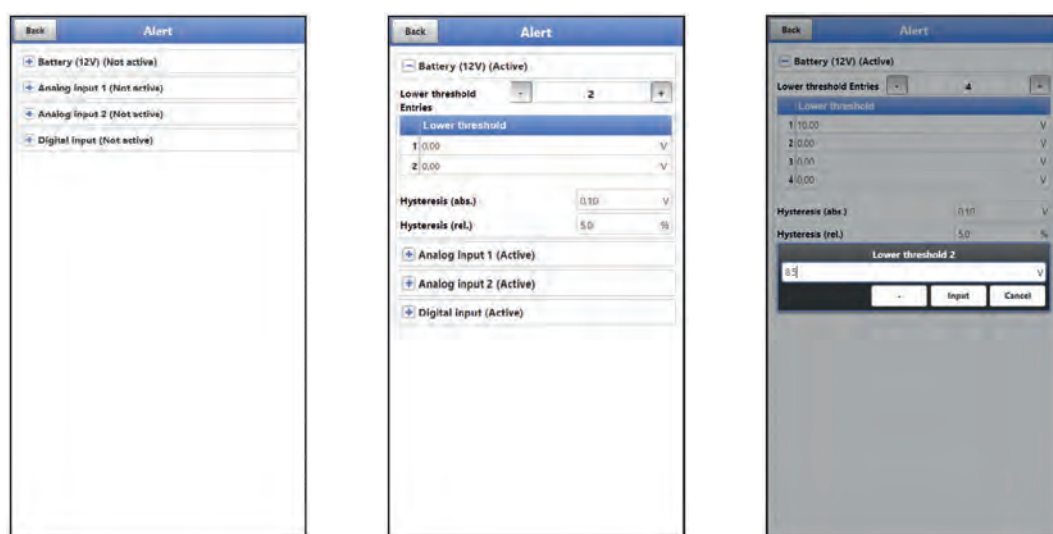 Back Alert
+ Battery (12V) (Not active)
+ Analog input 1 (Not active)
+ Analog input 2 (Not active)
+ Digital input (Not active)
Back Alert
− Battery (12V) (Active)
Lower threshold Entries - 2 +
Lower threshold
1 0.00 V
2 0.00 V
Hysteresis (abs.) 0.10 V
Hysteresis (rel.) 5.0 %
+ Analog input 1 (Active)
+ Analog input 2 (Active)
+ Digital input (Active)
Back Alert
− Battery (12V) (Active)
Lower threshold Entries - 4 +
Lower threshold
1 10.00 V
2 0.00 V
3 0.00 V
4 0.00 V
Hysteresis (abs.) 0.10 V
Hysteresis (rel.) 5.0 %
Lower threshold 2
8.5 V
- Input Cancel